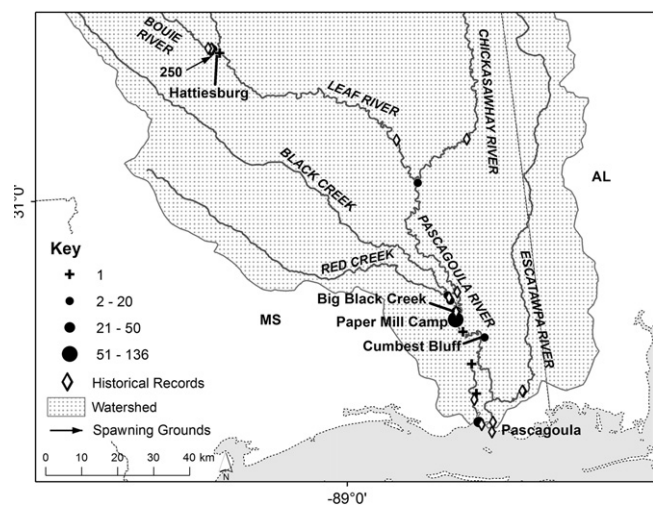 BOUIE
RIVER
250
Hattiesburg
LEAF RIVER
CHICKASAWHAY RIVER
BLACK CREEK
AL
31°0'
PASCAGOULA RIVER
ESCATAWPA RIVER
RED CREEK
Big Black Creek
Paper Mill Camp
Cumbest Bluff
MS
Pascagoula
Key
1
2 - 20
21 - 50
51 - 136
Historical Records
Watershed
Spawning Grounds
0 10 20 40 km
N
-89°0'